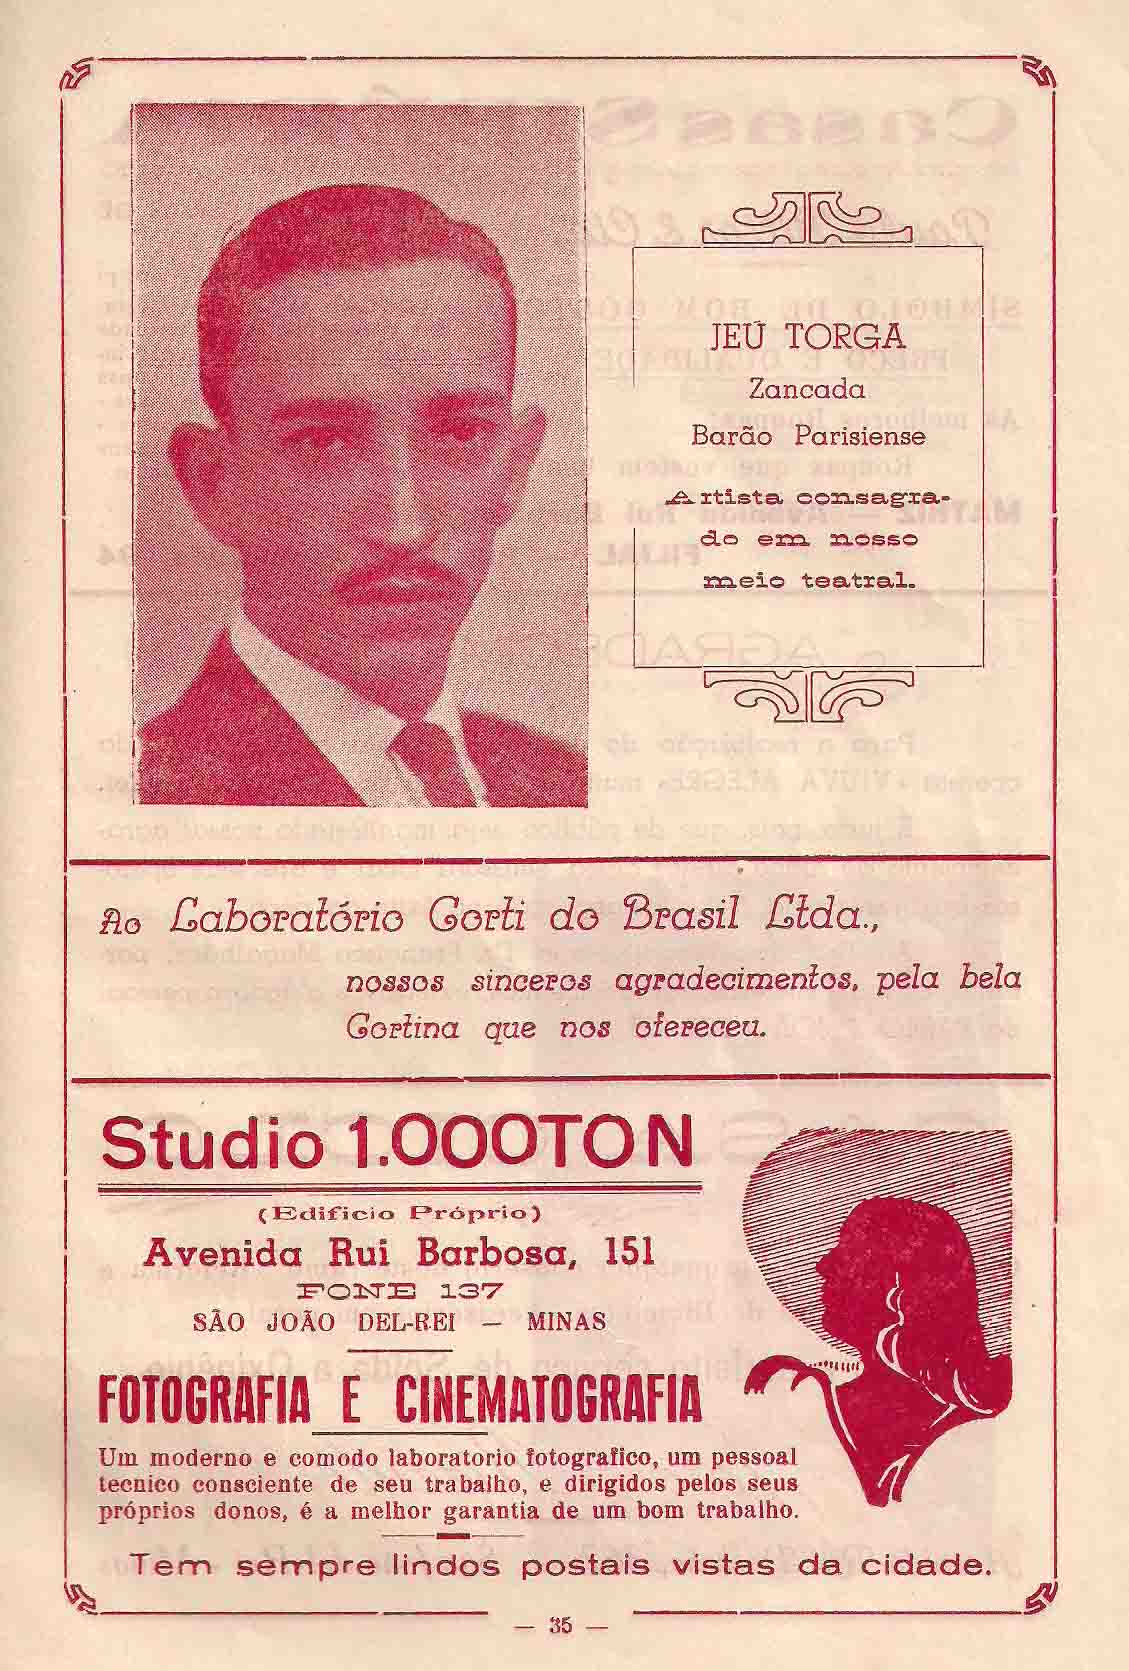 JEÚ TORGA
Zancada
Barão Parisiense
Artista consagra-
do em nosso
meio teatral.
Ao Laboratório Gorti do Brasil Ltda.,
nossos sinceros agradecimentos, pela bela
Gortina que nos ofereceu.
Studio 1.000TON
(Edificio Próprio)
Avenida Rui Barbosa, 151
FONE 137
SÃO JOÃO DEL-REI — MINAS
FOTOGRAFIA E CINEMATOGRAFIA
Um moderno e comodo laboratorio fotografico, um pessoal
tecnico consciente de seu trabalho, e dirigidos pelos seus
próprios donos, é a melhor garantia de um bom trabalho.
Tem sempre lindos postais vistas da cidade.
— 35 —